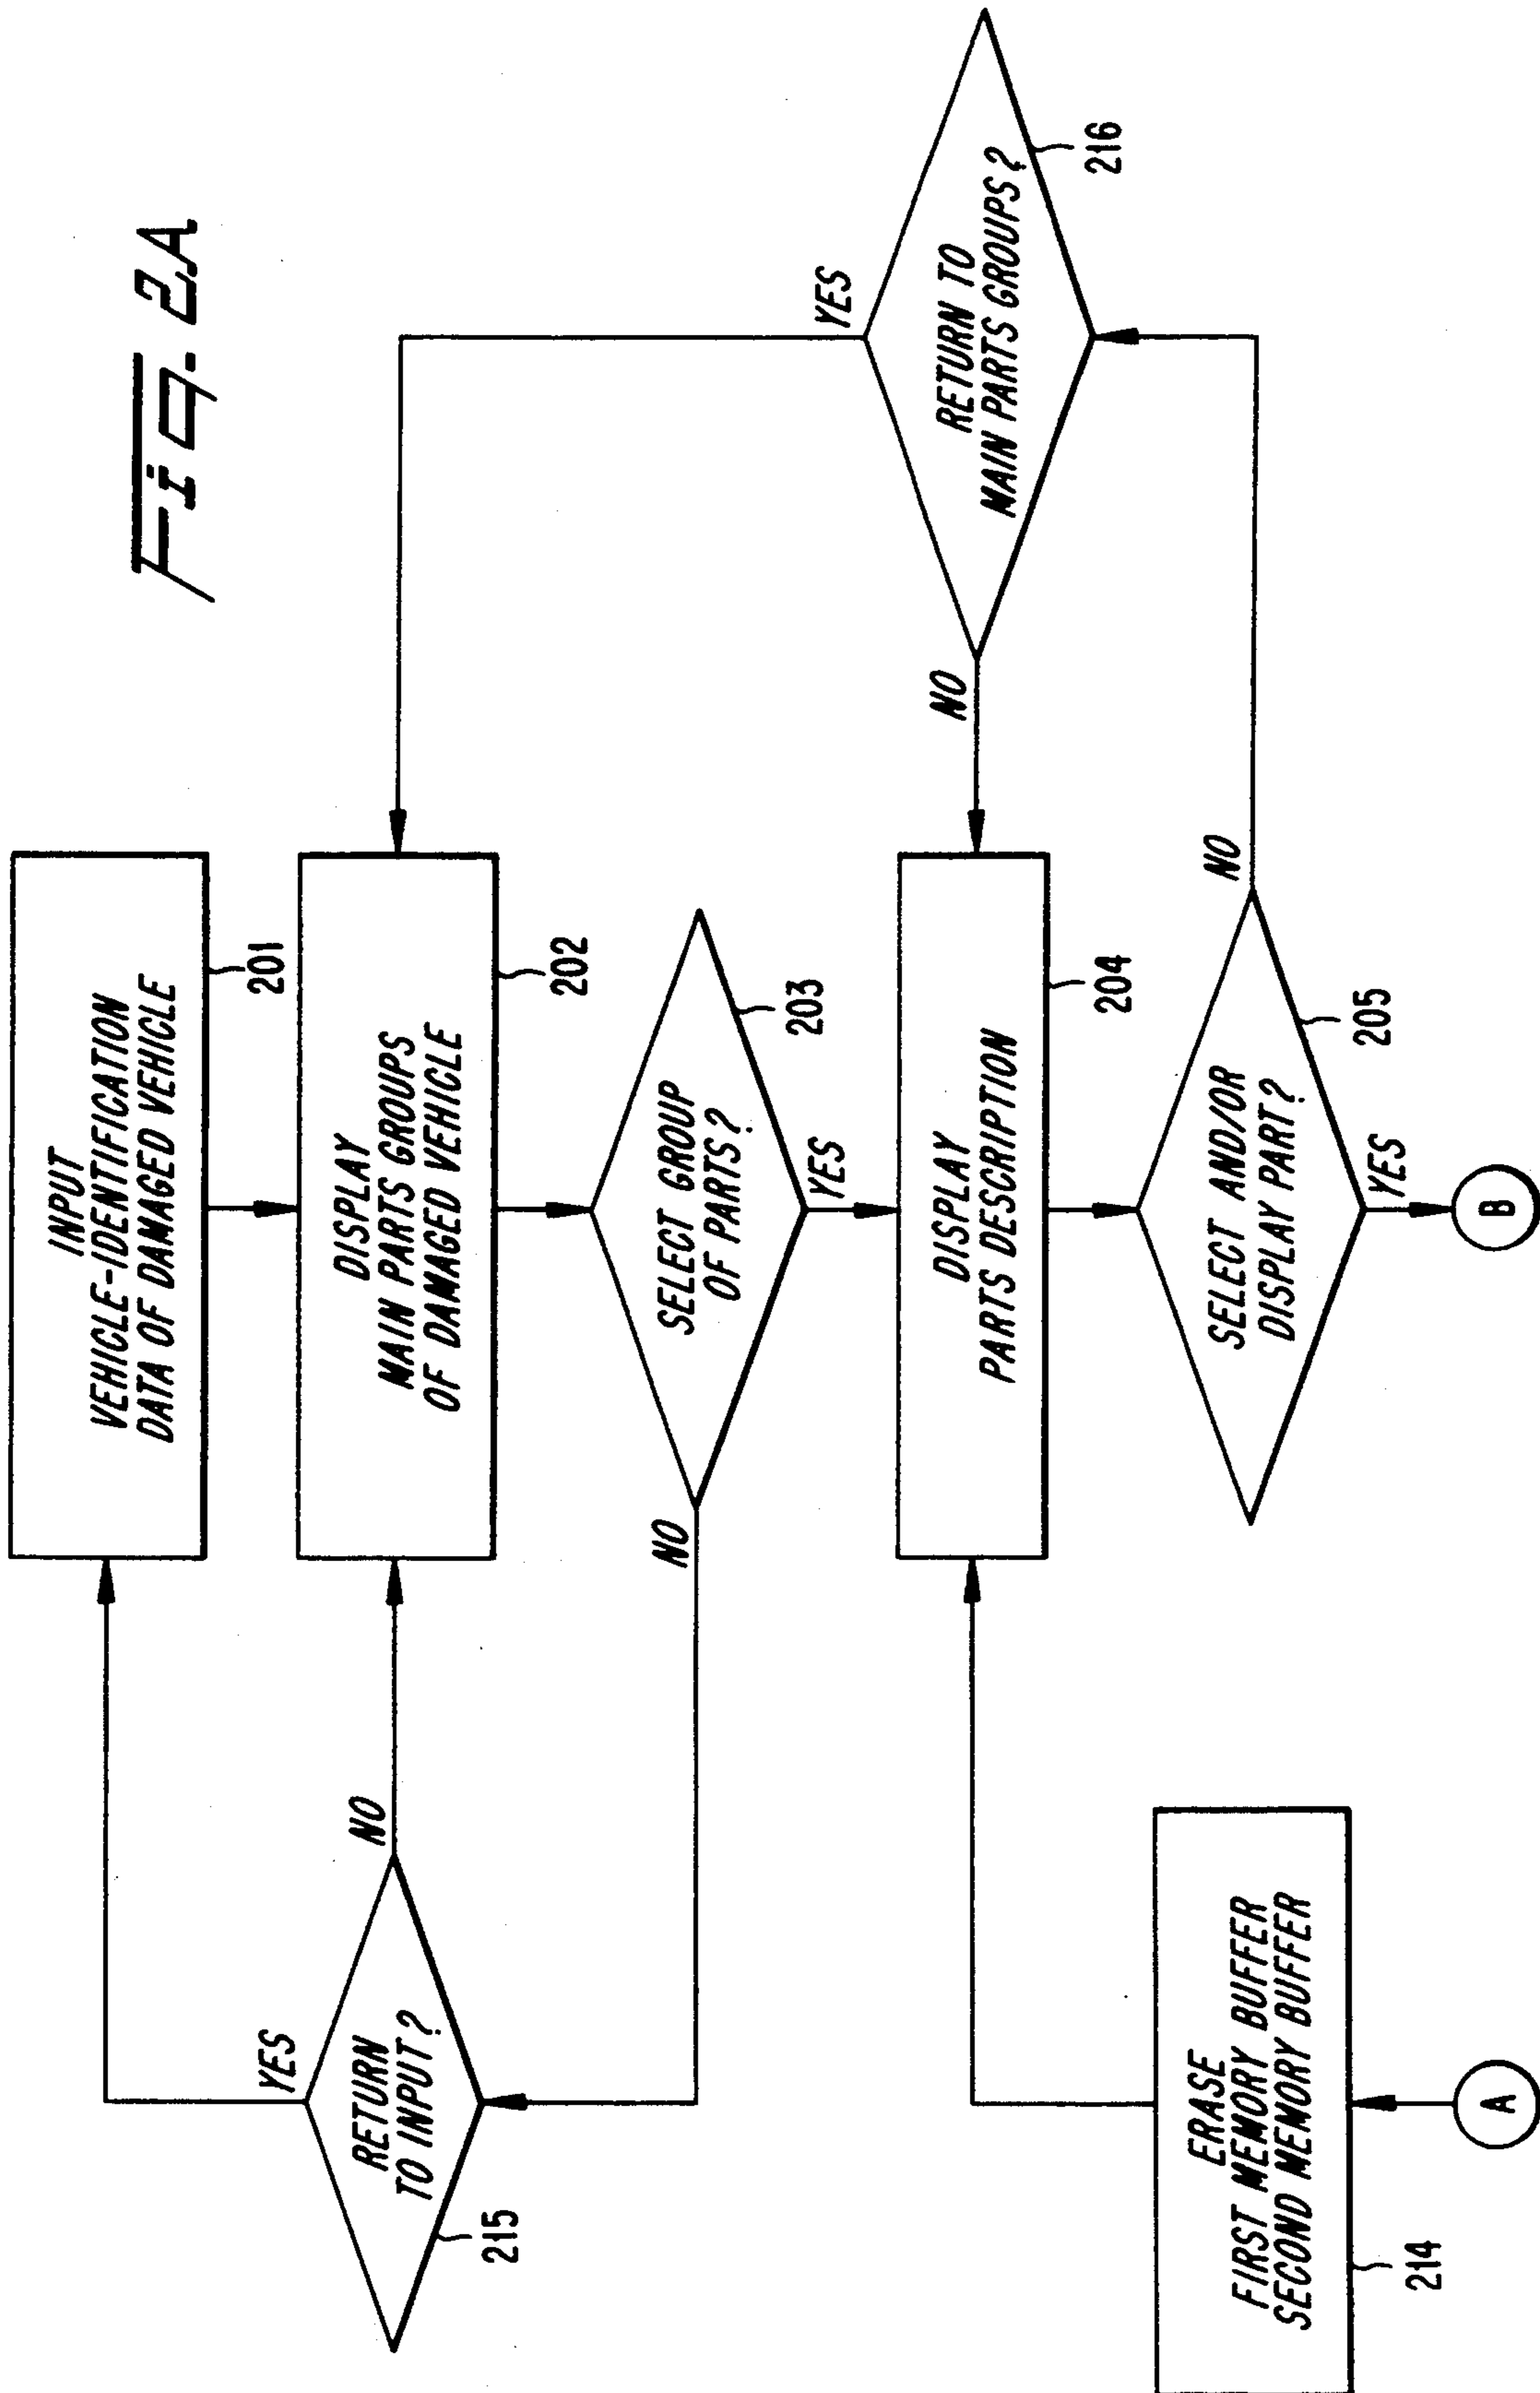 Fig. 2A
INPUT
VEHICLE-IDENTIFICATION
DATA OF DAMAGED VEHICLE
201
DISPLAY
MAIN PARTS GROUPS
OF DAMAGED VEHICLE
202
SELECT GROUP
OF PARTS?
203
NO
YES
RETURN
TO INPUT?
215
YES
NO
DISPLAY
PARTS DESCRIPTION
204
SELECT AND/OR
DISPLAY PART?
205
NO
YES
B
RETURN TO
MAIN PARTS GROUPS?
216
YES
NO
ERASE
FIRST MEMORY BUFFER
SECOND MEMORY BUFFER
214
A